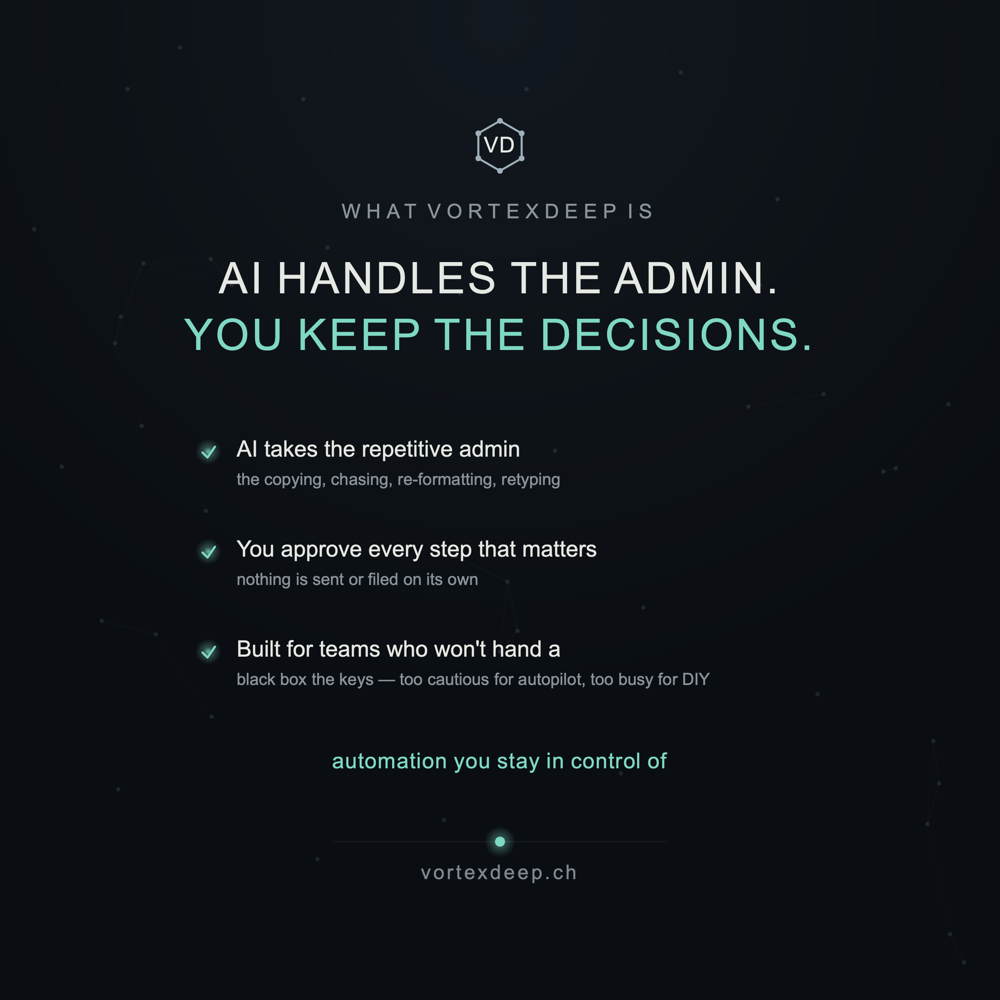 VD
WHAT VORTEXDEEP IS
AI HANDLES THE ADMIN.
YOU KEEP THE DECISIONS.
AI takes the repetitive admin
the copying, chasing, re-formatting, retyping
You approve every step that matters
nothing is sent or filed on its own
Built for teams who won't hand a
black box the keys — too cautious for autopilot, too busy for DIY
automation you stay in control of
vortexdeep.ch